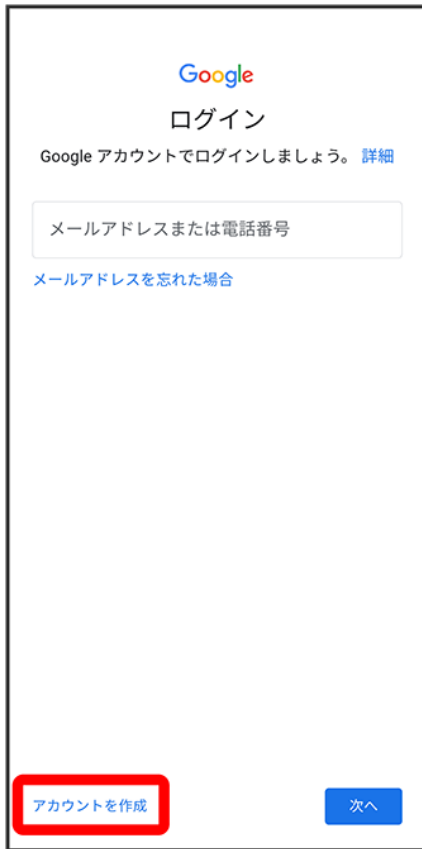 Google
ログイン
Google アカウントでログインしましょう。 詳細
メールアドレスまたは電話番号
メールアドレスを忘れた場合
アカウントを作成
次へ